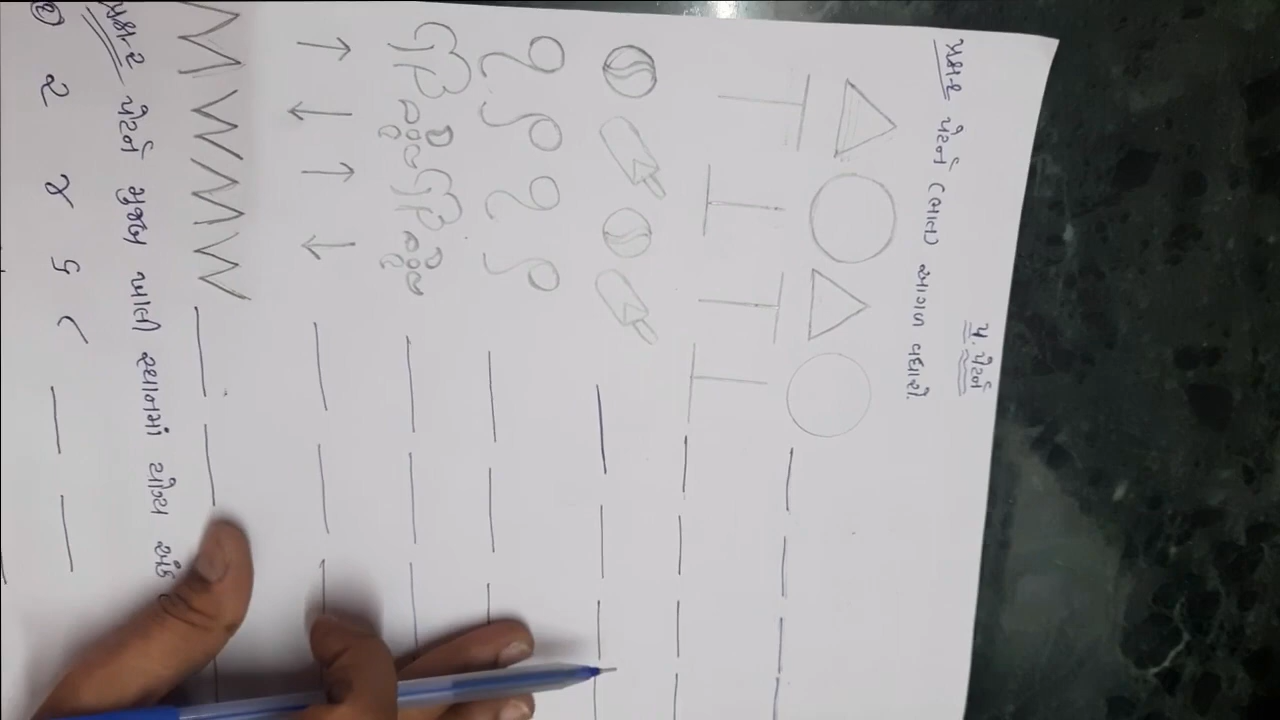 ૫. પેટર્ન
પ્રશ્ન-૧ પેટર્ન (ભાત) આગળ વધારો.
પ્રશ્ન-૨ પેટર્ન મુજબ ખાલી સ્થાનમાં યોગ્ય અંક
૨ ૪ ૬ ૮